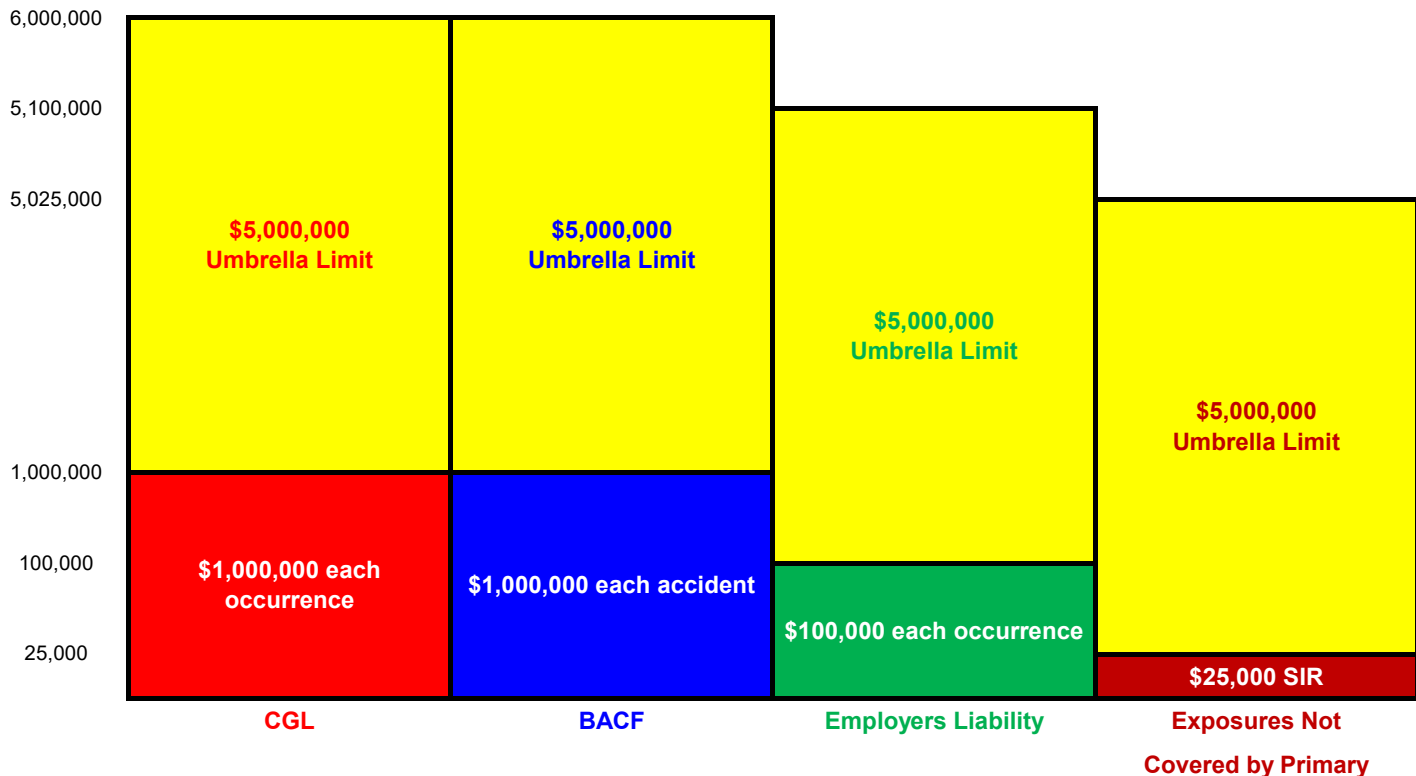 6,000,000
5,100,000
5,025,000
1,000,000
100,000
25,000
$5,000,000
Umbrella Limit
$5,000,000
Umbrella Limit
$5,000,000
Umbrella Limit
$5,000,000
Umbrella Limit
$1,000,000 each
occurrence
$1,000,000 each accident
$100,000 each occurrence
$25,000 SIR
CGL
BACF
Employers Liability
Exposures Not
Covered by Primary